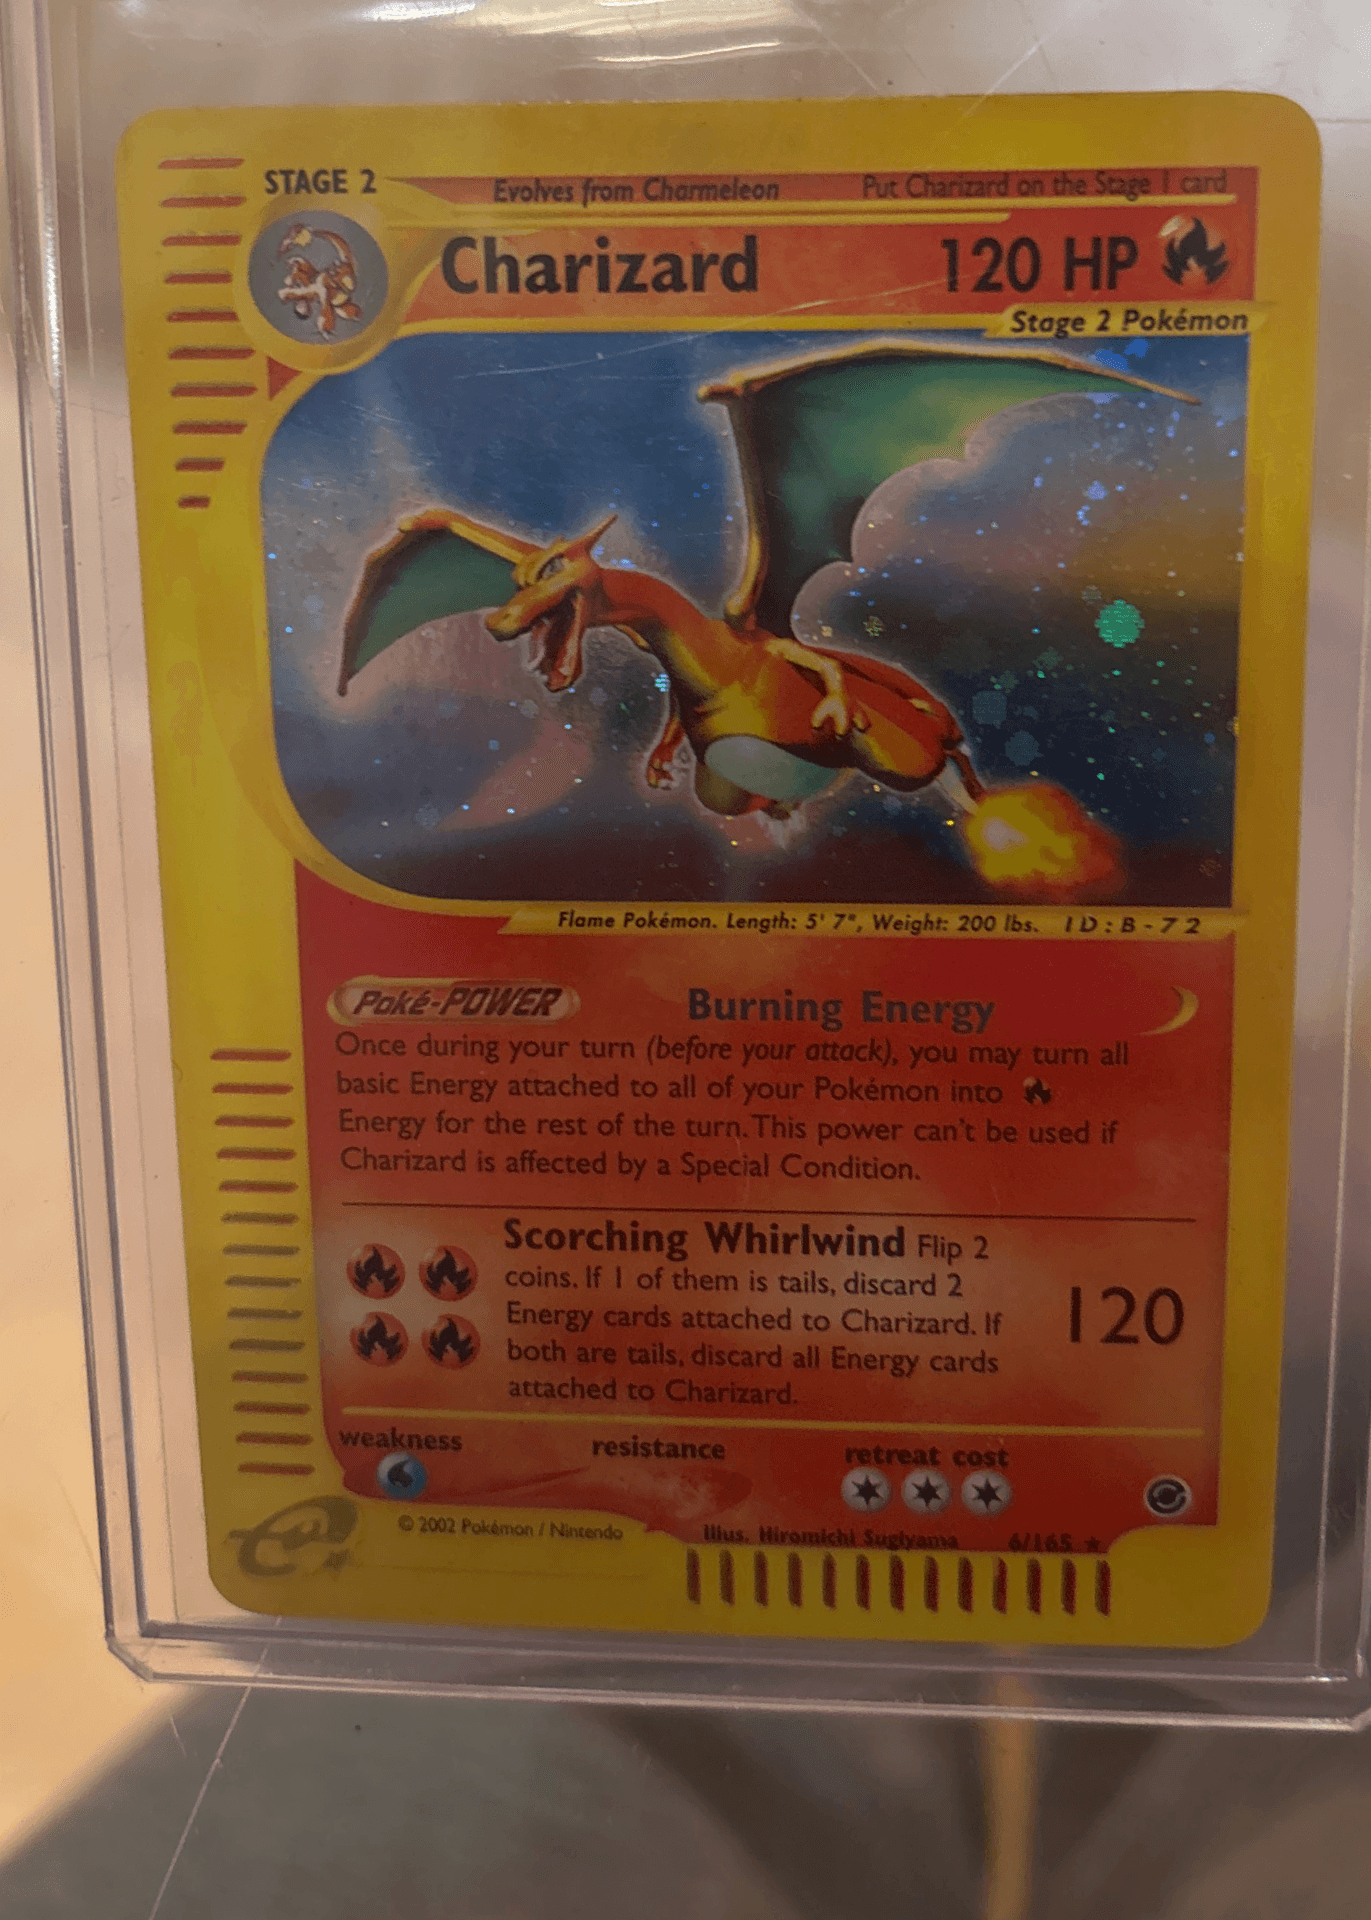 STAGE 2 Evolves from Charmeleon Put Charizard on the Stage 1 card
Charizard 120 HP
Stage 2 Pokémon
Flame Pokémon. Length: 5' 7", Weight: 200 lbs. ID:B-72
Poké-POWER Burning Energy
Once during your turn (before your attack), you may turn all
basic Energy attached to all of your Pokémon into
Energy for the rest of the turn. This power can't be used if
Charizard is affected by a Special Condition.
Scorching Whirlwind Flip 2
coins. If 1 of them is tails, discard 2
Energy cards attached to Charizard. If
both are tails, discard all Energy cards
attached to Charizard.
120
weakness resistance retreat cost
© 2002 Pokémon / Nintendo Illus. Hiromichi Sugiyama 6/165 ★
e